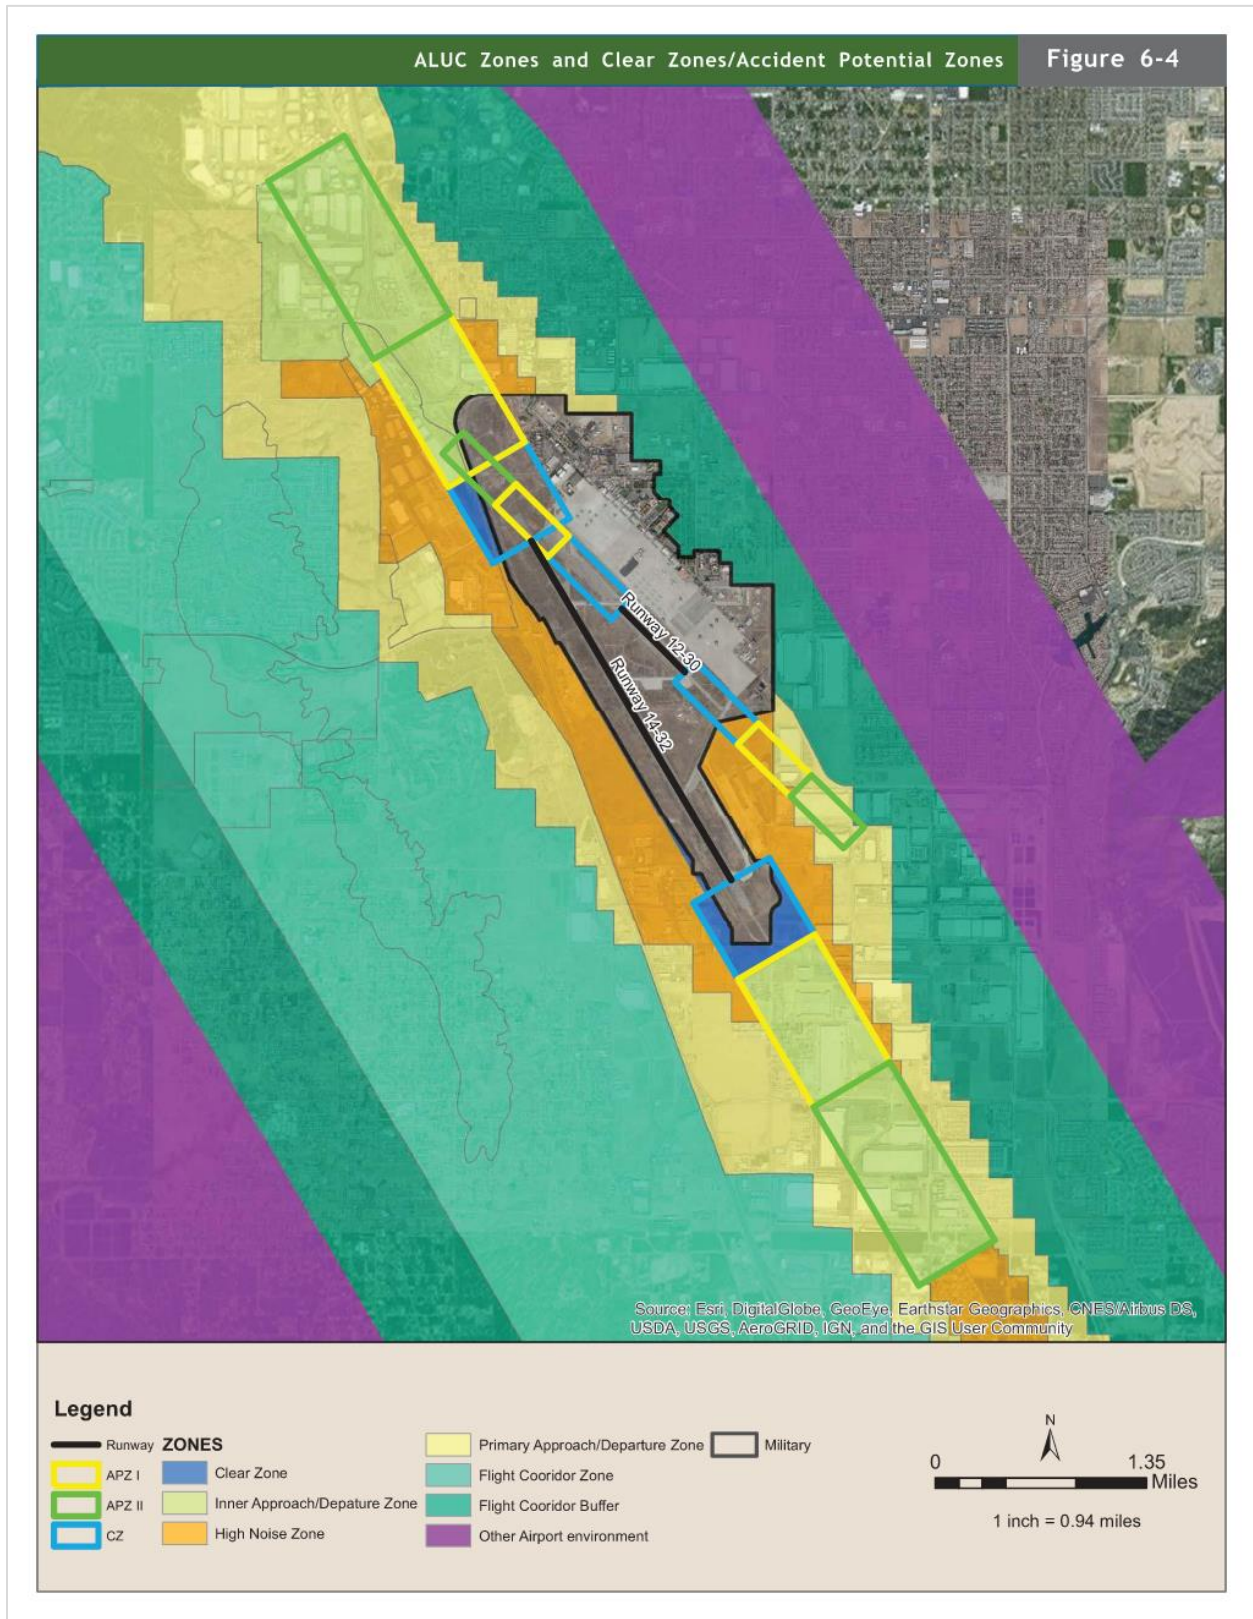 ALUC Zones and Clear Zones/Accident Potential Zones
Figure 6-4
Runway 12-30
Runway 14-32
Source: Esri, DigitalGlobe, GeoEye, Earthstar Geographics, CNES/Airbus DS,
USDA, USGS, AeroGRID, IGN, and the GIS User Community
Legend
Runway
APZ I
APZ II
CZ
ZONES
Clear Zone
Inner Approach/Depature Zone
High Noise Zone
Primary Approach/Departure Zone
Flight Cooridor Zone
Flight Cooridor Buffer
Other Airport environment
Military
N
0 1.35
Miles
1 inch = 0.94 miles